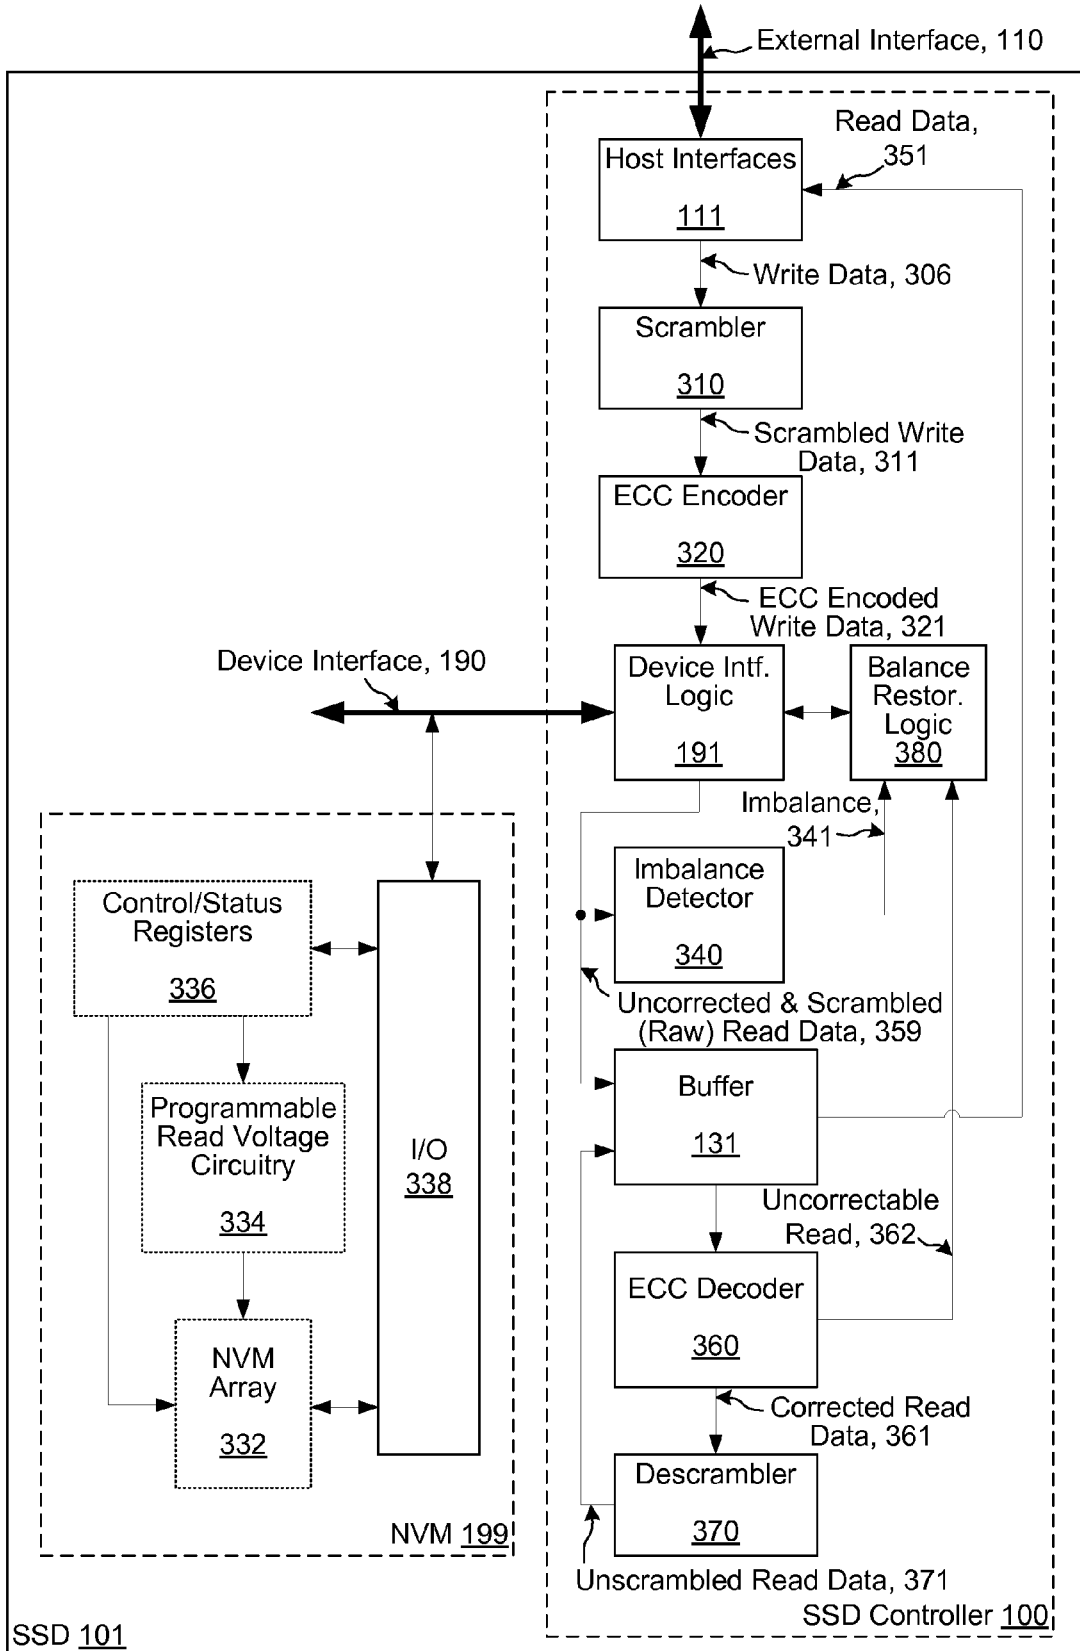 External Interface, 110
Read Data,
351
Host Interfaces
111
Write Data, 306
Scrambler
310
Scrambled Write
Data, 311
ECC Encoder
320
ECC Encoded
Write Data, 321
Device Interface, 190
Device Intf.
Logic
191
Balance
Restor.
Logic
380
Imbalance,
341
Imbalance
Detector
340
Control/Status
Registers
336
Uncorrected & Scrambled
(Raw) Read Data, 359
Buffer
131
Programmable
Read Voltage
Circuitry
334
I/O
338
Uncorrectable
Read, 362
ECC Decoder
360
NVM
Array
332
Corrected Read
Data, 361
Descrambler
370
NVM 199
Unscrambled Read Data, 371
SSD Controller 100
SSD 101